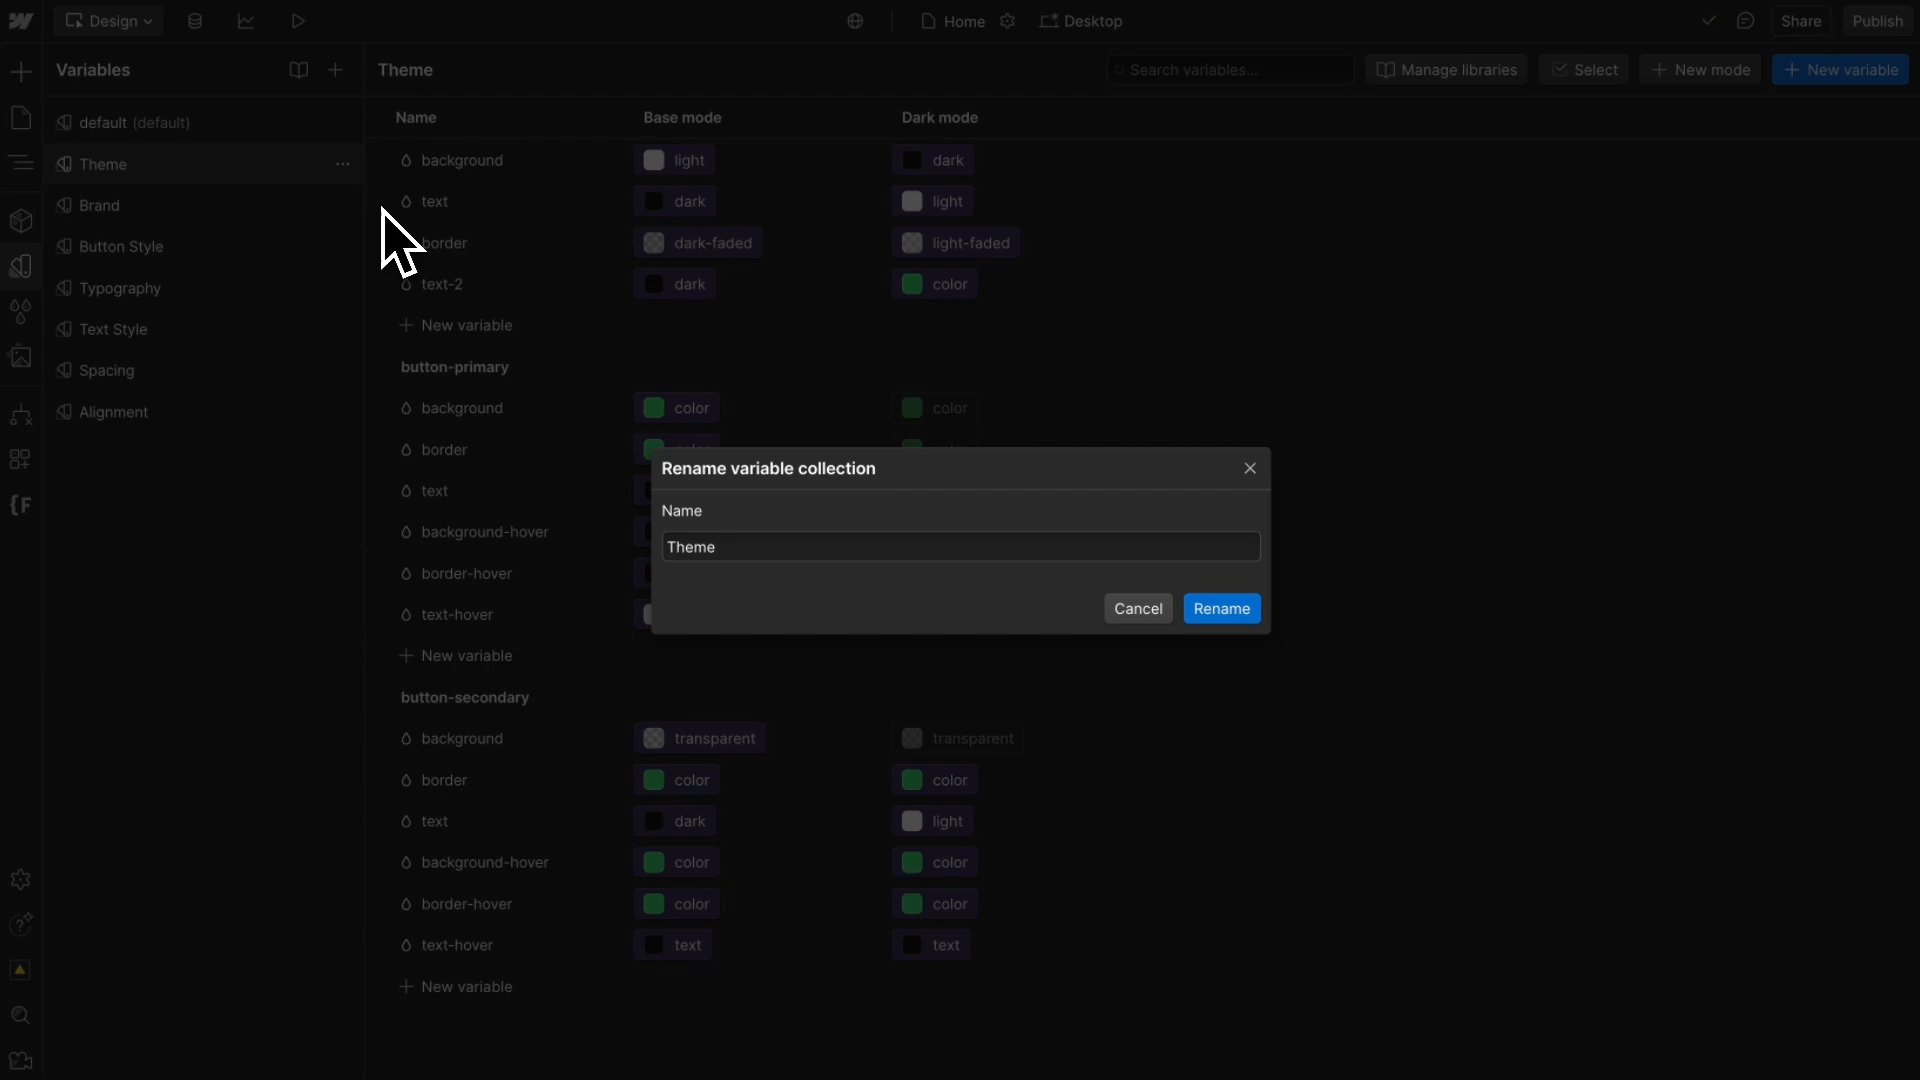 Design
Home
Desktop
Share
Publish
Variables
Theme
Search variables...
Manage libraries
Select
New mode
New variable
default (default)
Theme
Brand
Button Style
Typography
Text Style
Spacing
Alignment
Name Base mode Dark mode
background light dark
text dark light
border dark-faded light-faded
text-2 dark color
New variable
button-primary
background color color
border
text
background-hover
border-hover
text-hover
New variable
Rename variable collection
Name
Theme
Cancel
Rename
button-secondary
background transparent transparent
border color color
text dark light
background-hover color color
border-hover color color
text-hover text text
New variable